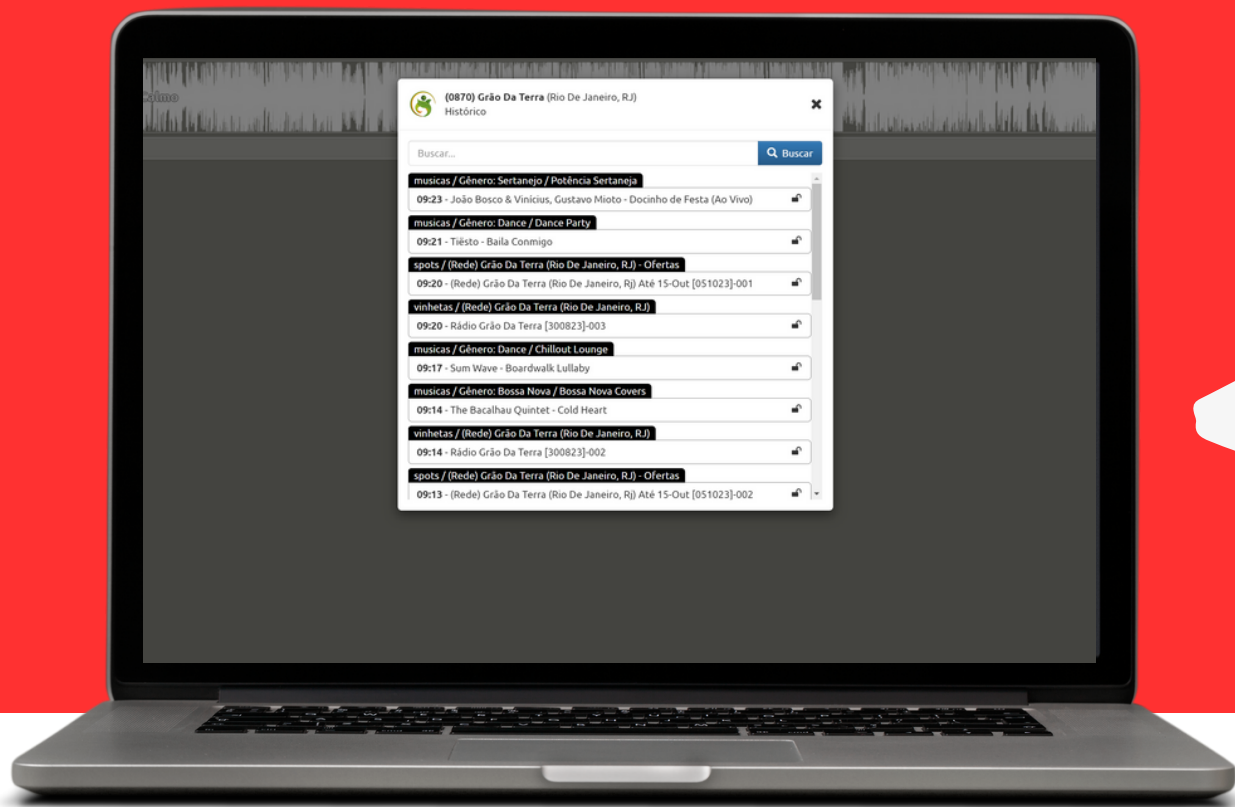 Calmo
(0870) Grão Da Terra (Rio De Janeiro, RJ)
Histórico
Buscar...
Buscar
musicas / Gênero: Sertanejo / Potência Sertaneja
09:23 - João Bosco & Vinícius, Gustavo Mioto - Docinho de Festa (Ao Vivo)
musicas / Gênero: Dance / Dance Party
09:21 - Tiësto - Baila Conmigo
spots / (Rede) Grão Da Terra (Rio De Janeiro, RJ) - Ofertas
09:20 - (Rede) Grão Da Terra (Rio De Janeiro, Rj) Até 15-Out [051023]-001
vinhetas / (Rede) Grão Da Terra (Rio De Janeiro, RJ)
09:20 - Rádio Grão Da Terra [300823]-003
musicas / Gênero: Dance / Chillout Lounge
09:17 - Sum Wave - Boardwalk Lullaby
musicas / Gênero: Bossa Nova / Bossa Nova Covers
09:14 - The Bacalhau Quintet - Cold Heart
vinhetas / (Rede) Grão Da Terra (Rio De Janeiro, RJ)
09:14 - Rádio Grão Da Terra [300823]-002
spots / (Rede) Grão Da Terra (Rio De Janeiro, RJ) - Ofertas
09:13 - (Rede) Grão Da Terra (Rio De Janeiro, Rj) Até 15-Out [051023]-002